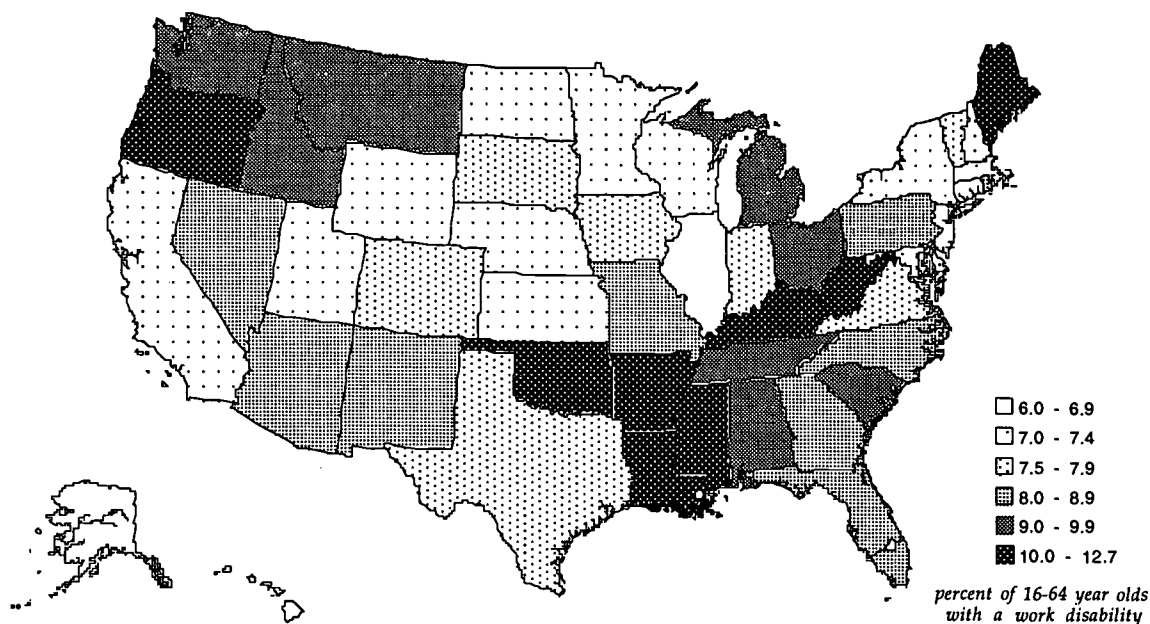 6.0 - 6.9
7.0 - 7.4
7.5 - 7.9
8.0 - 8.9
9.0 - 9.9
10.0 - 12.7
percent of 16-64 year olds
with a work disability